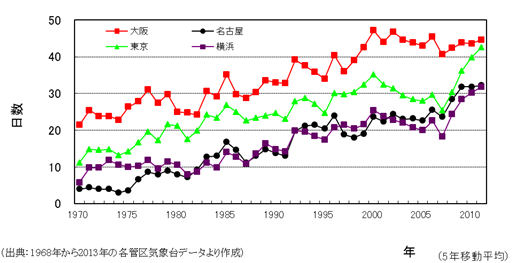 50
40
30
20
10
0
日数
大阪
名古屋
東京
横浜
1970 1975 1980 1985 1990 1995 2000 2005 2010
年
(出典:1968年から2013年の各管区気象台データより作成)
(5年移動平均)